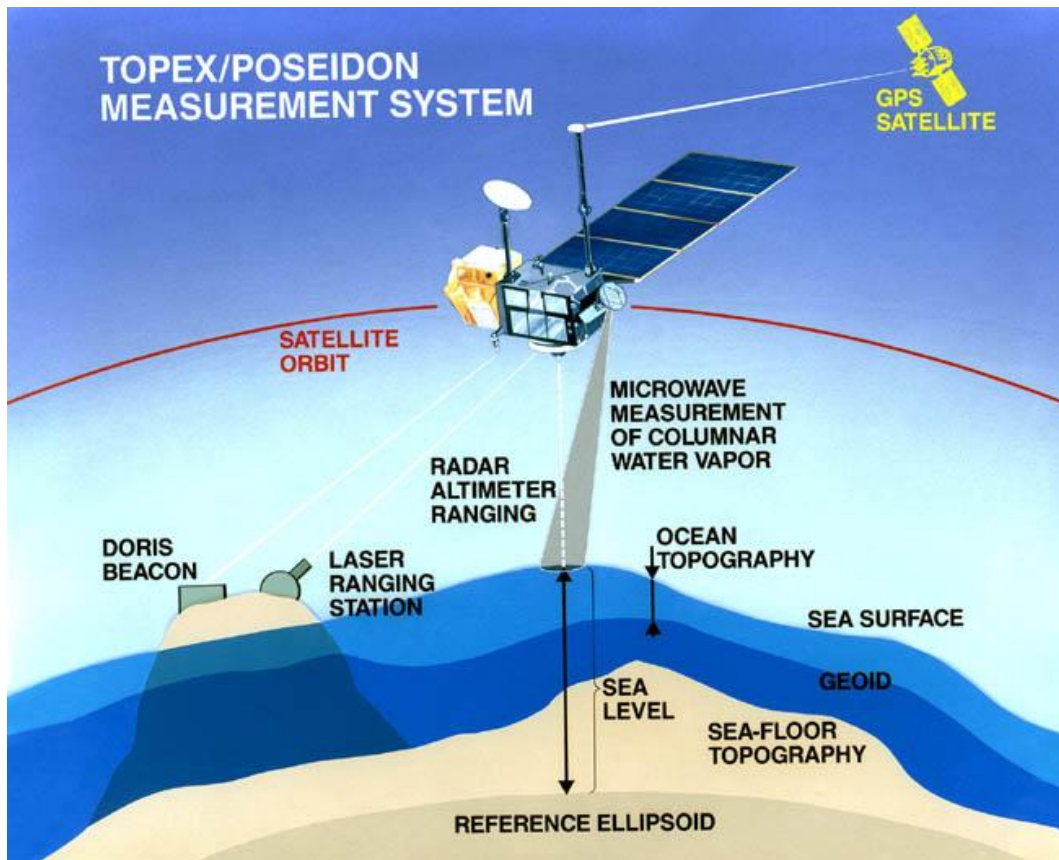 TOPEX/POSEIDON
MEASUREMENT SYSTEM
GPS
SATELLITE
SATELLITE
ORBIT
MICROWAVE
MEASUREMENT
OF COLUMNAR
WATER VAPOR
RADAR
ALTIMETER
RANGING
DORIS
BEACON
LASER
RANGING
STATION
OCEAN
TOPOGRAPHY
SEA SURFACE
GEOID
SEA
LEVEL
SEA-FLOOR
TOPOGRAPHY
REFERENCE ELLIPSOID